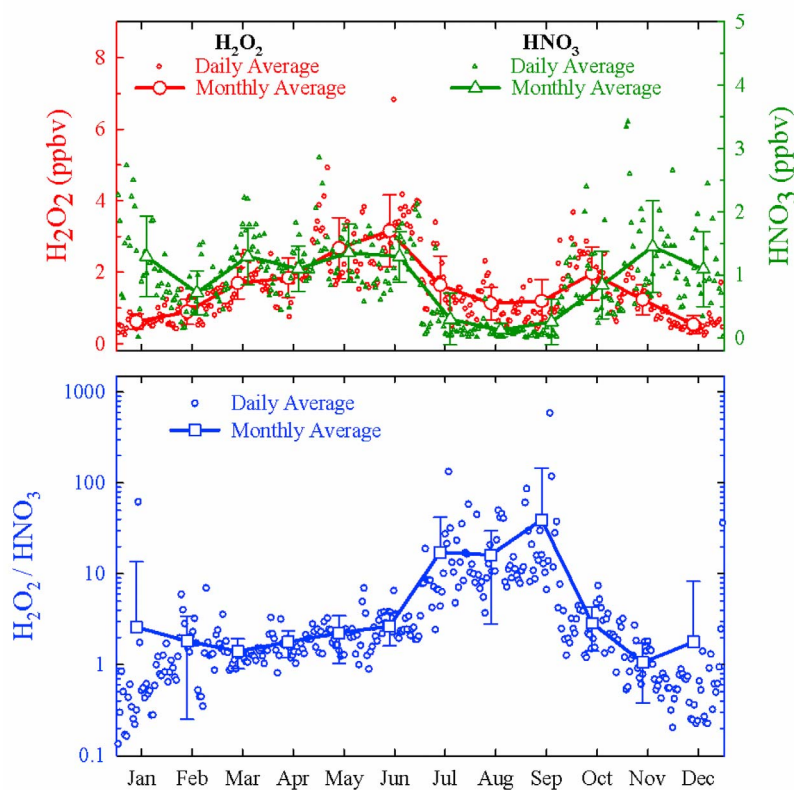 H₂O₂ HNO₃
Daily Average Daily Average
Monthly Average Monthly Average
H₂O₂ (ppbv)
8
6
4
2
0
HNO₃ (ppbv)
5
4
3
2
1
0
Daily Average
Monthly Average
H₂O₂ / HNO₃
1000
100
10
1
0.1
Jan Feb Mar Apr May Jun Jul Aug Sep Oct Nov Dec